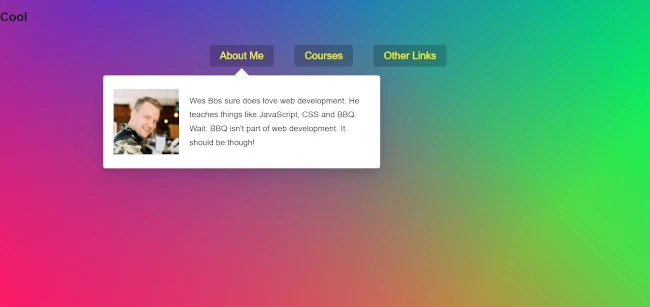 Cool
About Me Courses Other Links
Wes Bos sure does love web development. He
teaches things like JavaScript, CSS and BBQ.
Wait. BBQ isn't part of web development. It
should be though!